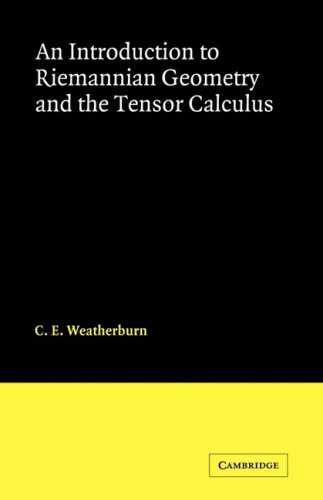 An Introduction to
Riemannian Geometry
and the Tensor Calculus
C. E. Weatherburn
CAMBRIDGE